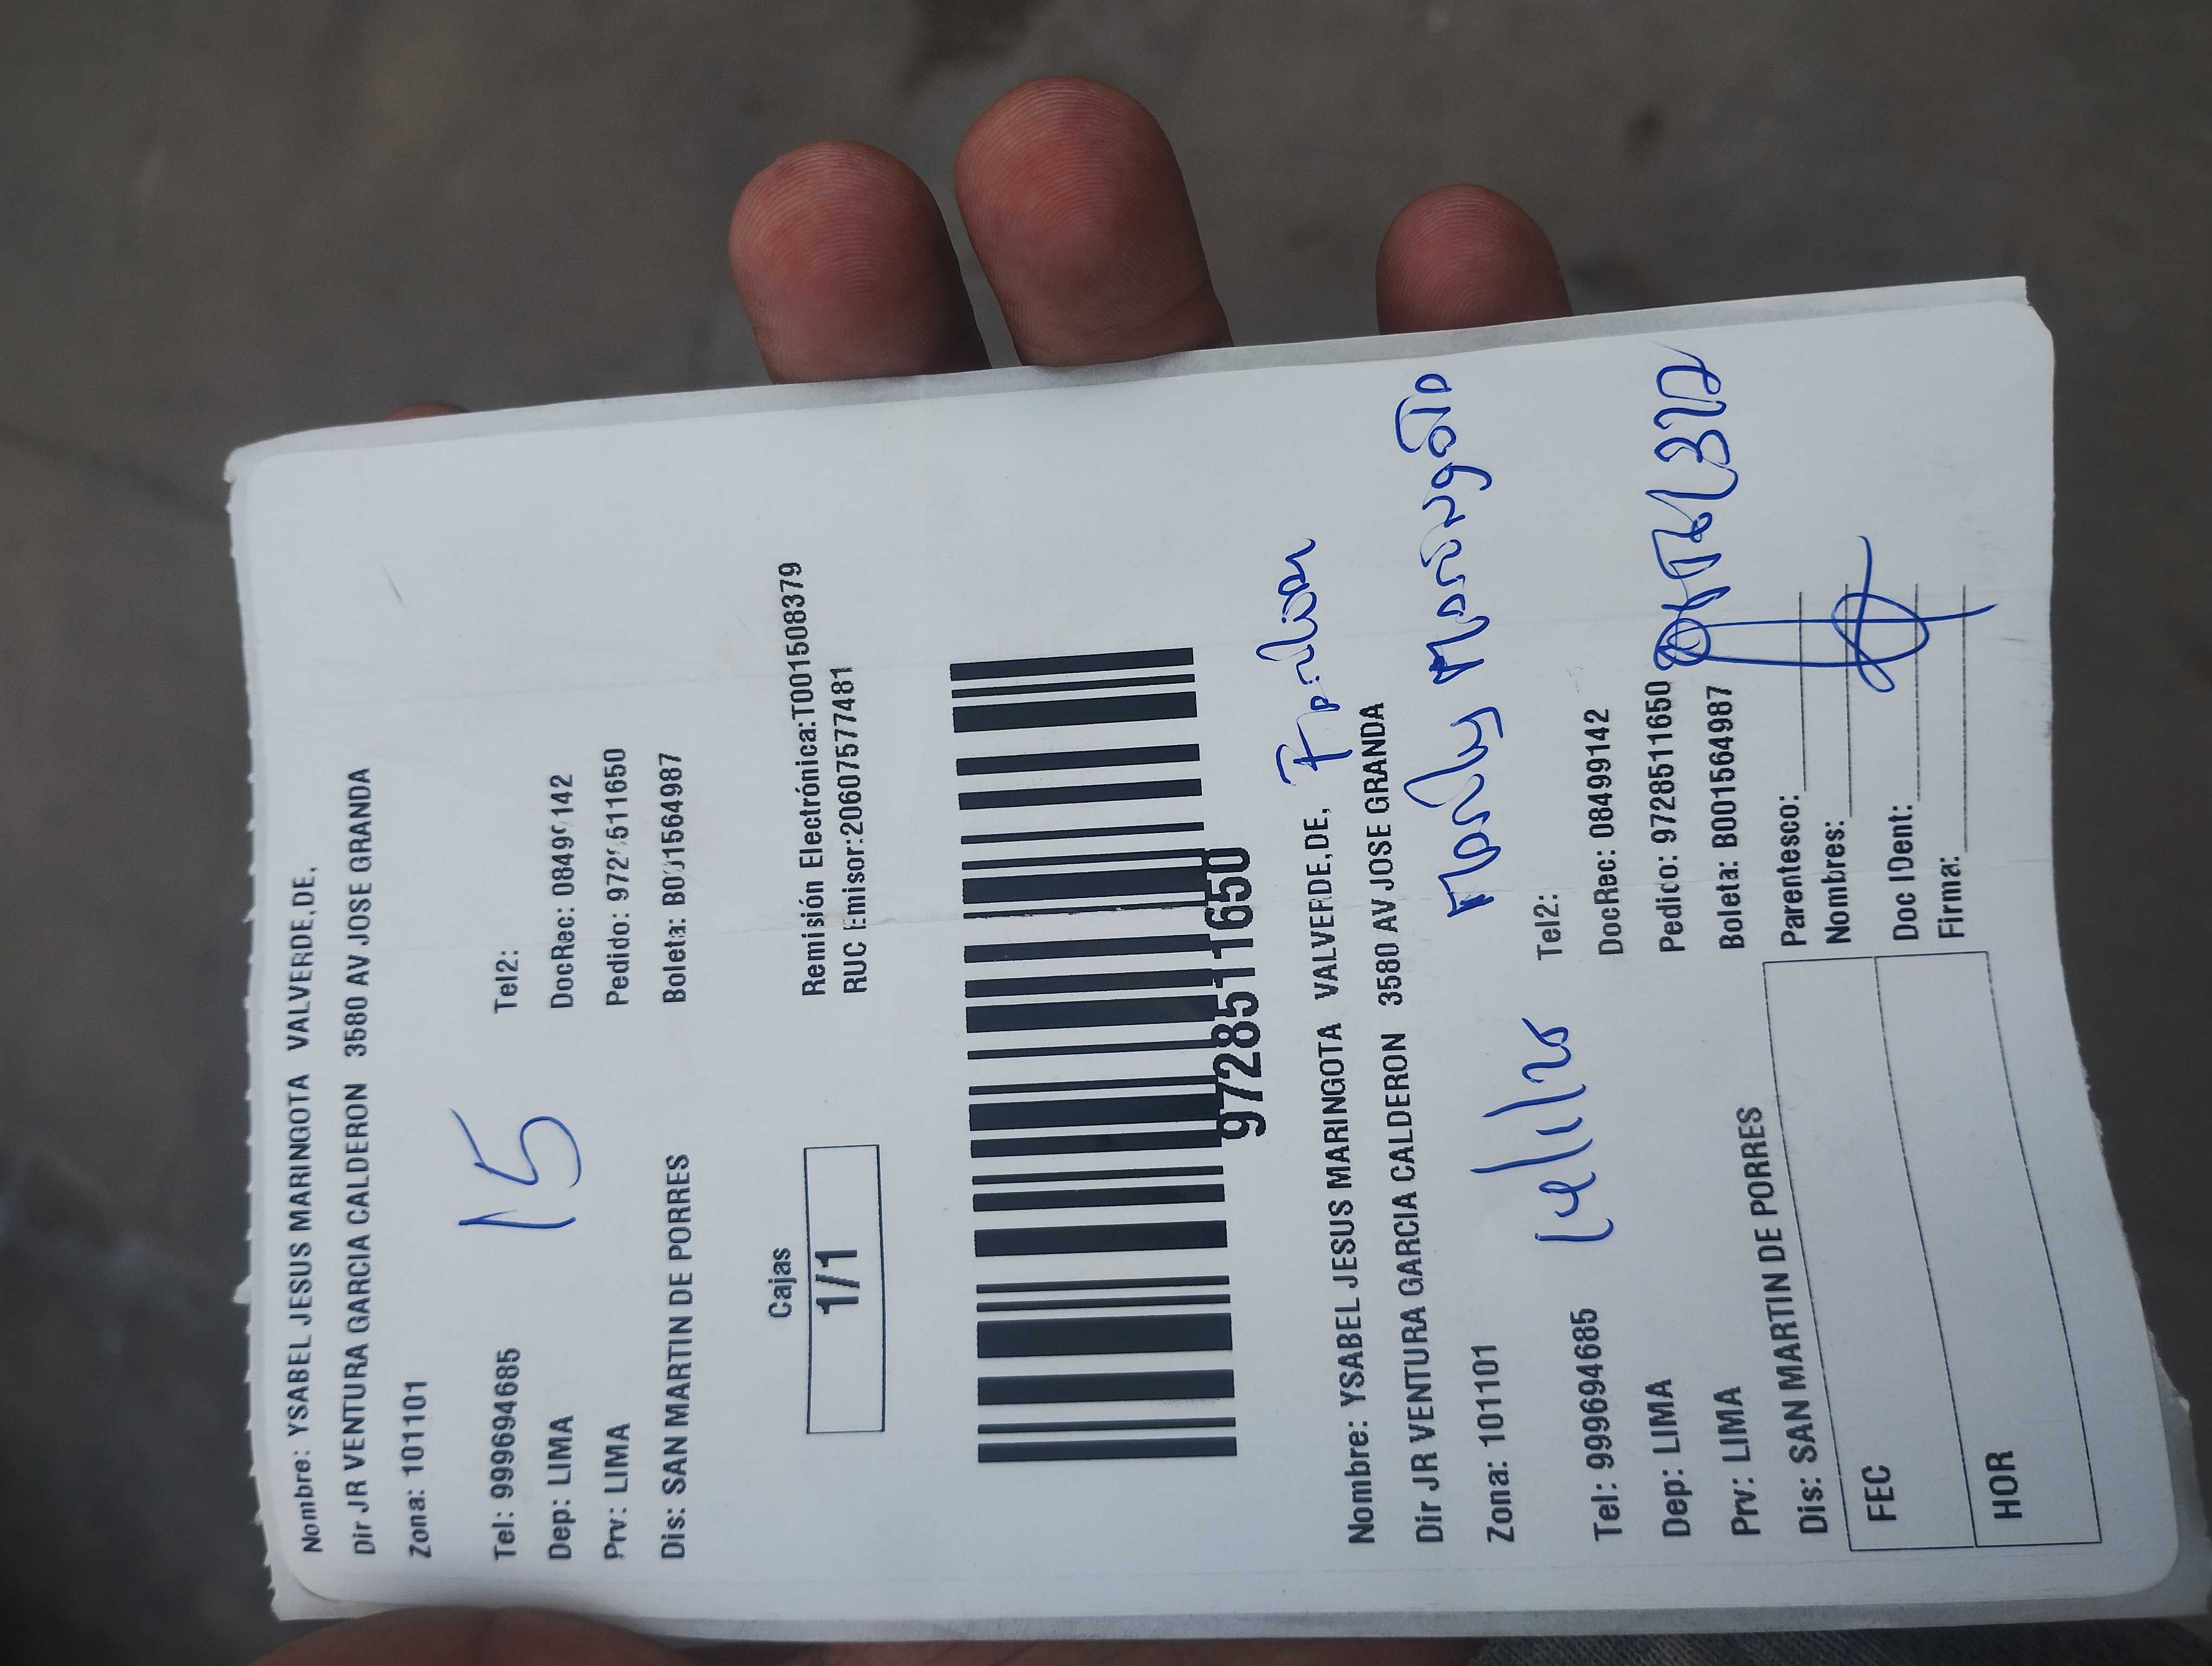 Nombre: YSABEL JESUS MARINGOTA VALVERDE,DE,
Dir JR VENTURA GARCIA CALDERON 3580 AV JOSE GRANDA
Zona: 101101
15
Tel: 999694685 Tel2:
Dep: LIMA DocRec: 08499142
Prv: LIMA Pedido: 972851 1650
Dis: SAN MARTIN DE PORRES Boleta: B001564987
Cajas
1/1
Remisión Electrónica:T001508379
RUC Emisor:20607577481
9728511650
Nombre: YSABEL JESUS MARINGOTA VALVERDE,DE,
Dir JR VENTURA GARCIA CALDERON 3580 AV JOSE GRANDA
Zona: 101101
Tel: 999694685 Tel2:
Dep: LIMA DocRec: 08499142
Prv: LIMA Pedido: 9728511650
Dis: SAN MARTIN DE PORRES Boleta: B001564987
FEC Parentesco:
Nombres:
HOR Doc IDent:
Firma: